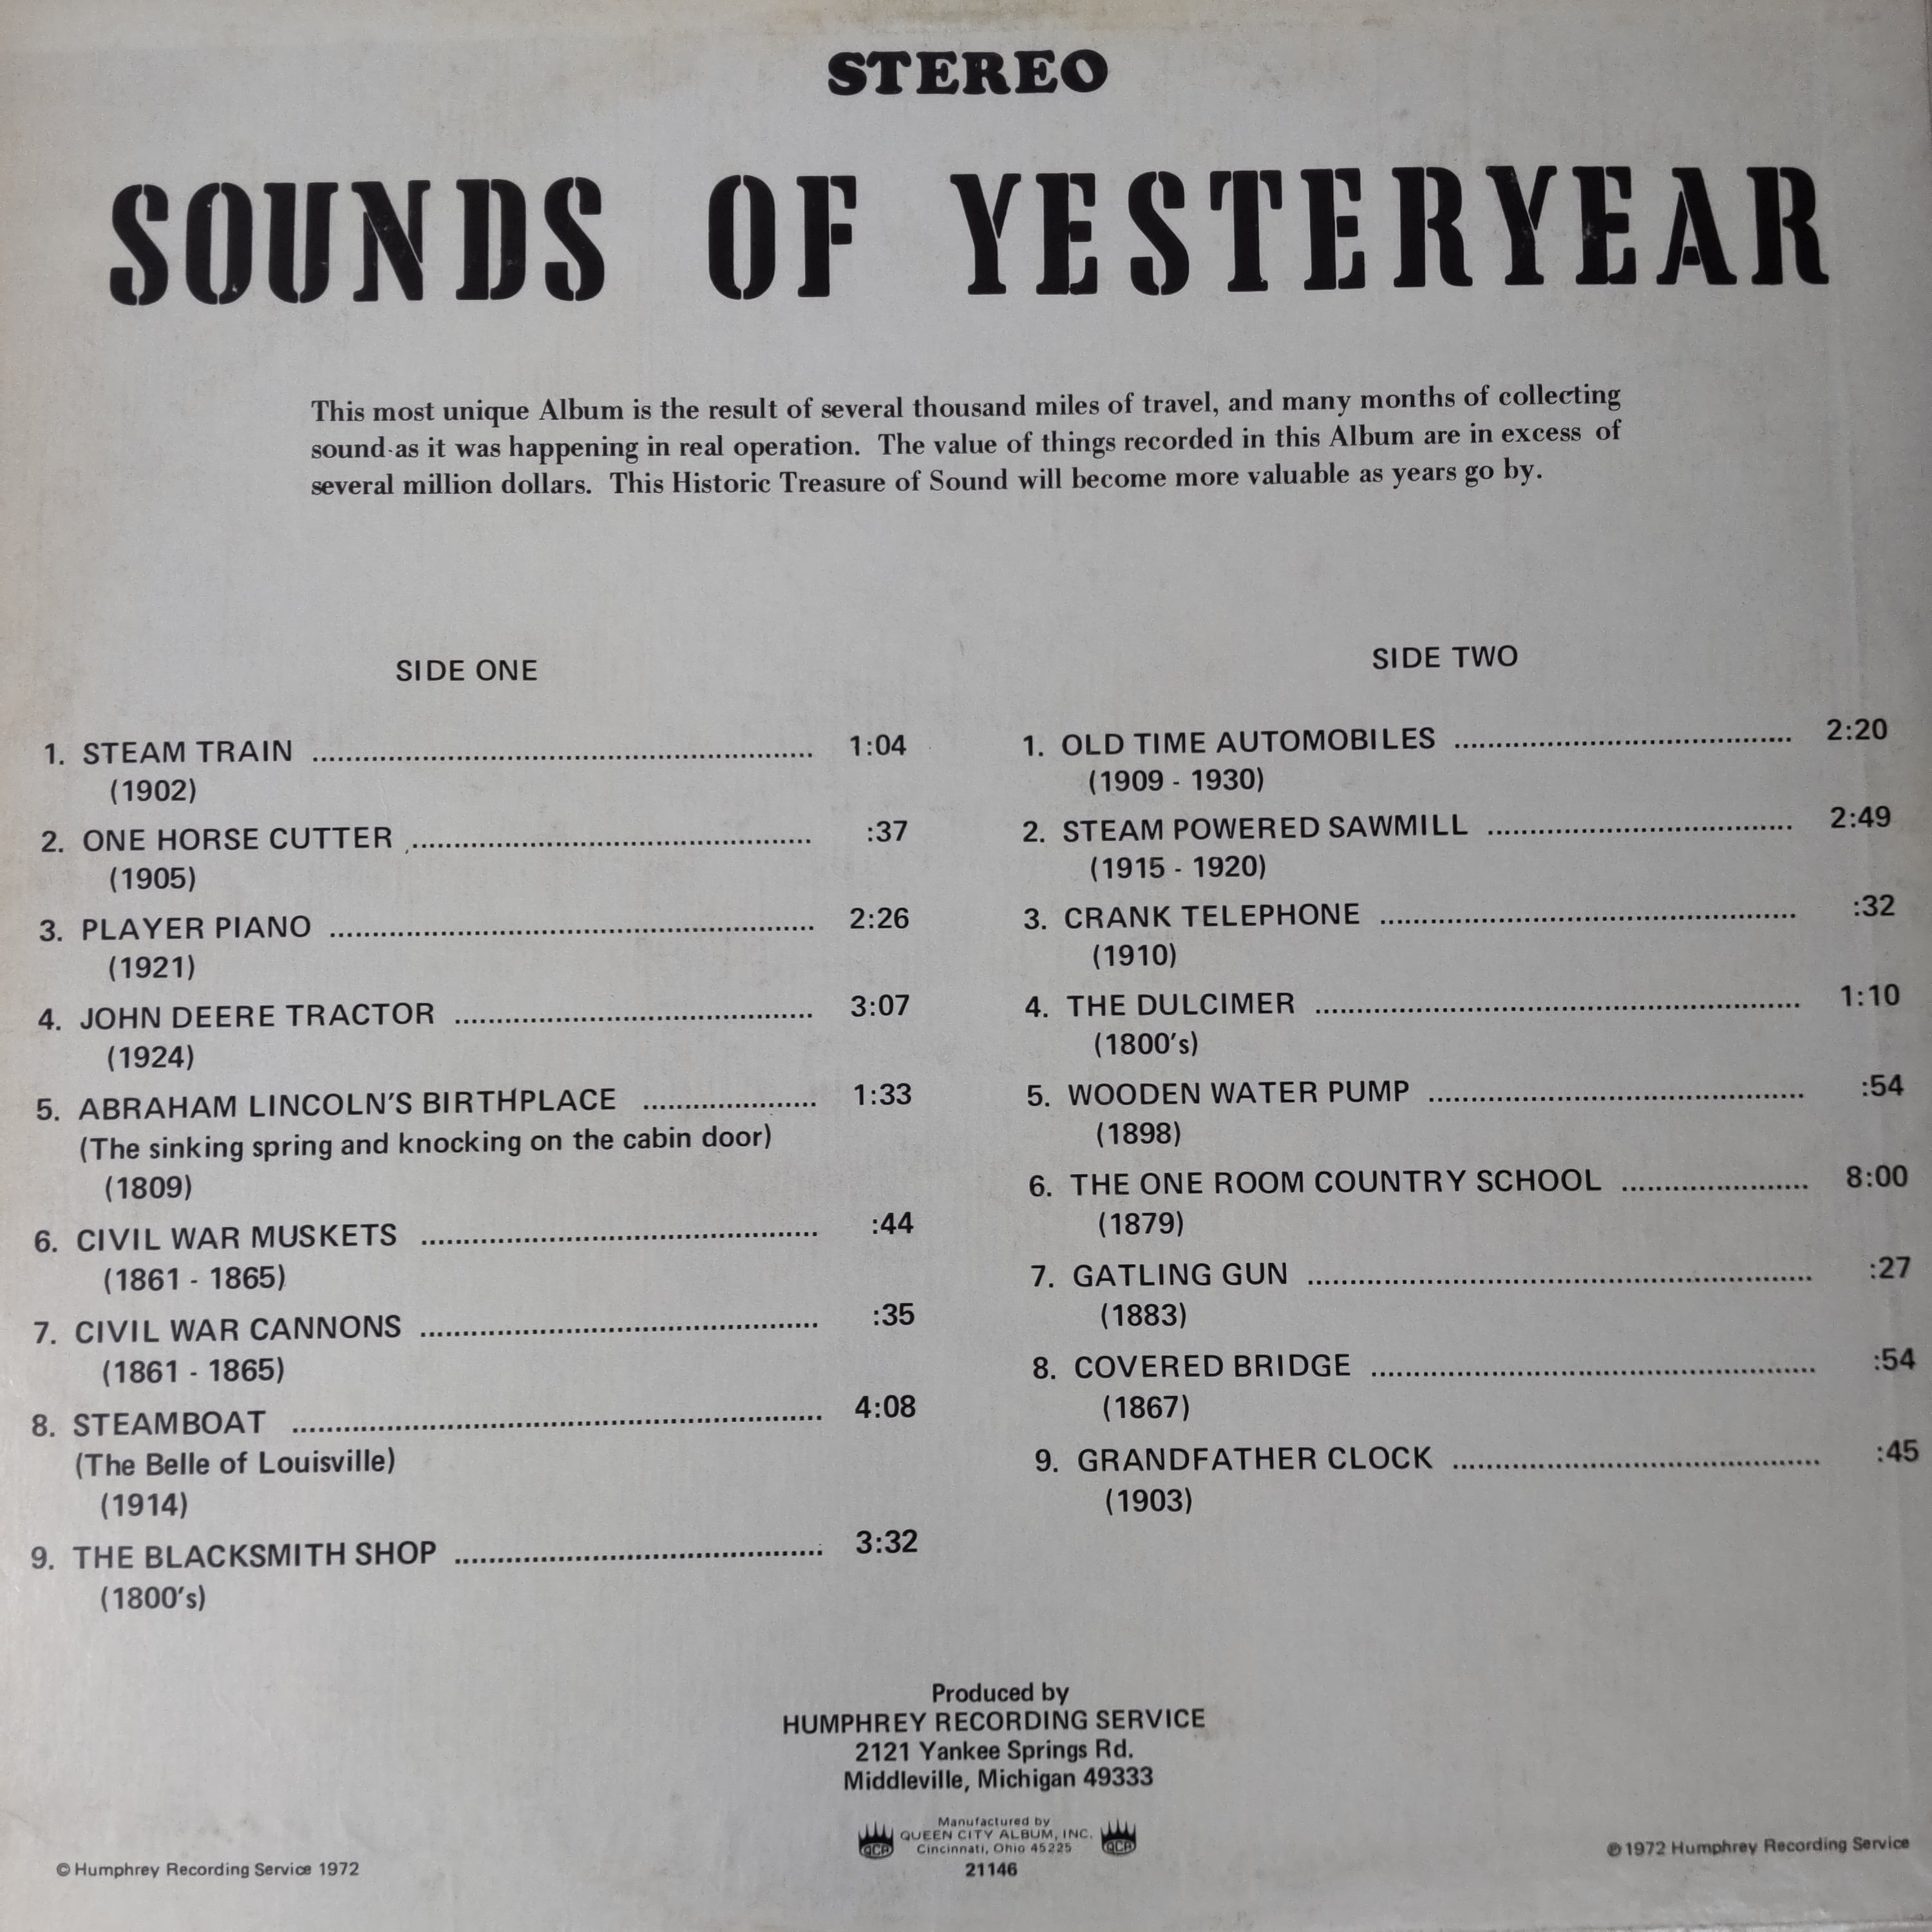 STEREO
SOUNDS OF YESTERYEAR
This most unique Album is the result of several thousand miles of travel, and many months of collecting
sound as it was happening in real operation. The value of things recorded in this Album are in excess of
several million dollars. This Historic Treasure of Sound will become more valuable as years go by.
SIDE ONE
1. STEAM TRAIN ........................................................... 1:04
(1902)
2. ONE HORSE CUTTER ............................................... :37
(1905)
3. PLAYER PIANO ......................................................... 2:26
(1921)
4. JOHN DEERE TRACTOR .......................................... 3:07
(1924)
5. ABRAHAM LINCOLN'S BIRTHPLACE ..................... 1:33
(The sinking spring and knocking on the cabin door)
(1809)
6. CIVIL WAR MUSKETS ............................................... :44
(1861 - 1865)
7. CIVIL WAR CANNONS ............................................... :35
(1861 - 1865)
8. STEAMBOAT .............................................................. 4:08
(The Belle of Louisville)
(1914)
9. THE BLACKSMITH SHOP ........................................... 3:32
(1800's)
SIDE TWO
1. OLD TIME AUTOMOBILES ........................................ 2:20
(1909 - 1930)
2. STEAM POWERED SAWMILL .................................... 2:49
(1915 - 1920)
3. CRANK TELEPHONE ................................................. :32
(1910)
4. THE DULCIMER ......................................................... 1:10
(1800's)
5. WOODEN WATER PUMP ............................................ :54
(1898)
6. THE ONE ROOM COUNTRY SCHOOL ...................... 8:00
(1879)
7. GATLING GUN ........................................................... :27
(1883)
8. COVERED BRIDGE .................................................... :54
(1867)
9. GRANDFATHER CLOCK ........................................... :45
(1903)
Produced by
HUMPHREY RECORDING SERVICE
2121 Yankee Springs Rd.
Middleville, Michigan 49333
Manufactured by
QCA QUEEN CITY ALBUM, INC. QCA
Cincinnati, Ohio 45225
21146
© Humphrey Recording Service 1972
℗ 1972 Humphrey Recording Service